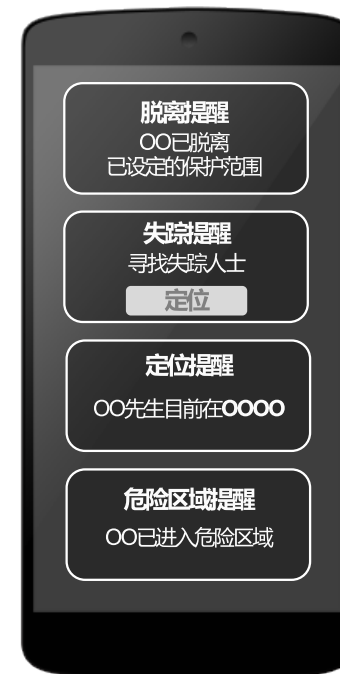 脱离提醒
OO已脱离
已设定的保护范围
失踪提醒
寻找失踪人士
定位
定位提醒
OO先生目前在OOOO
危险区域提醒
OO已进入危险区域